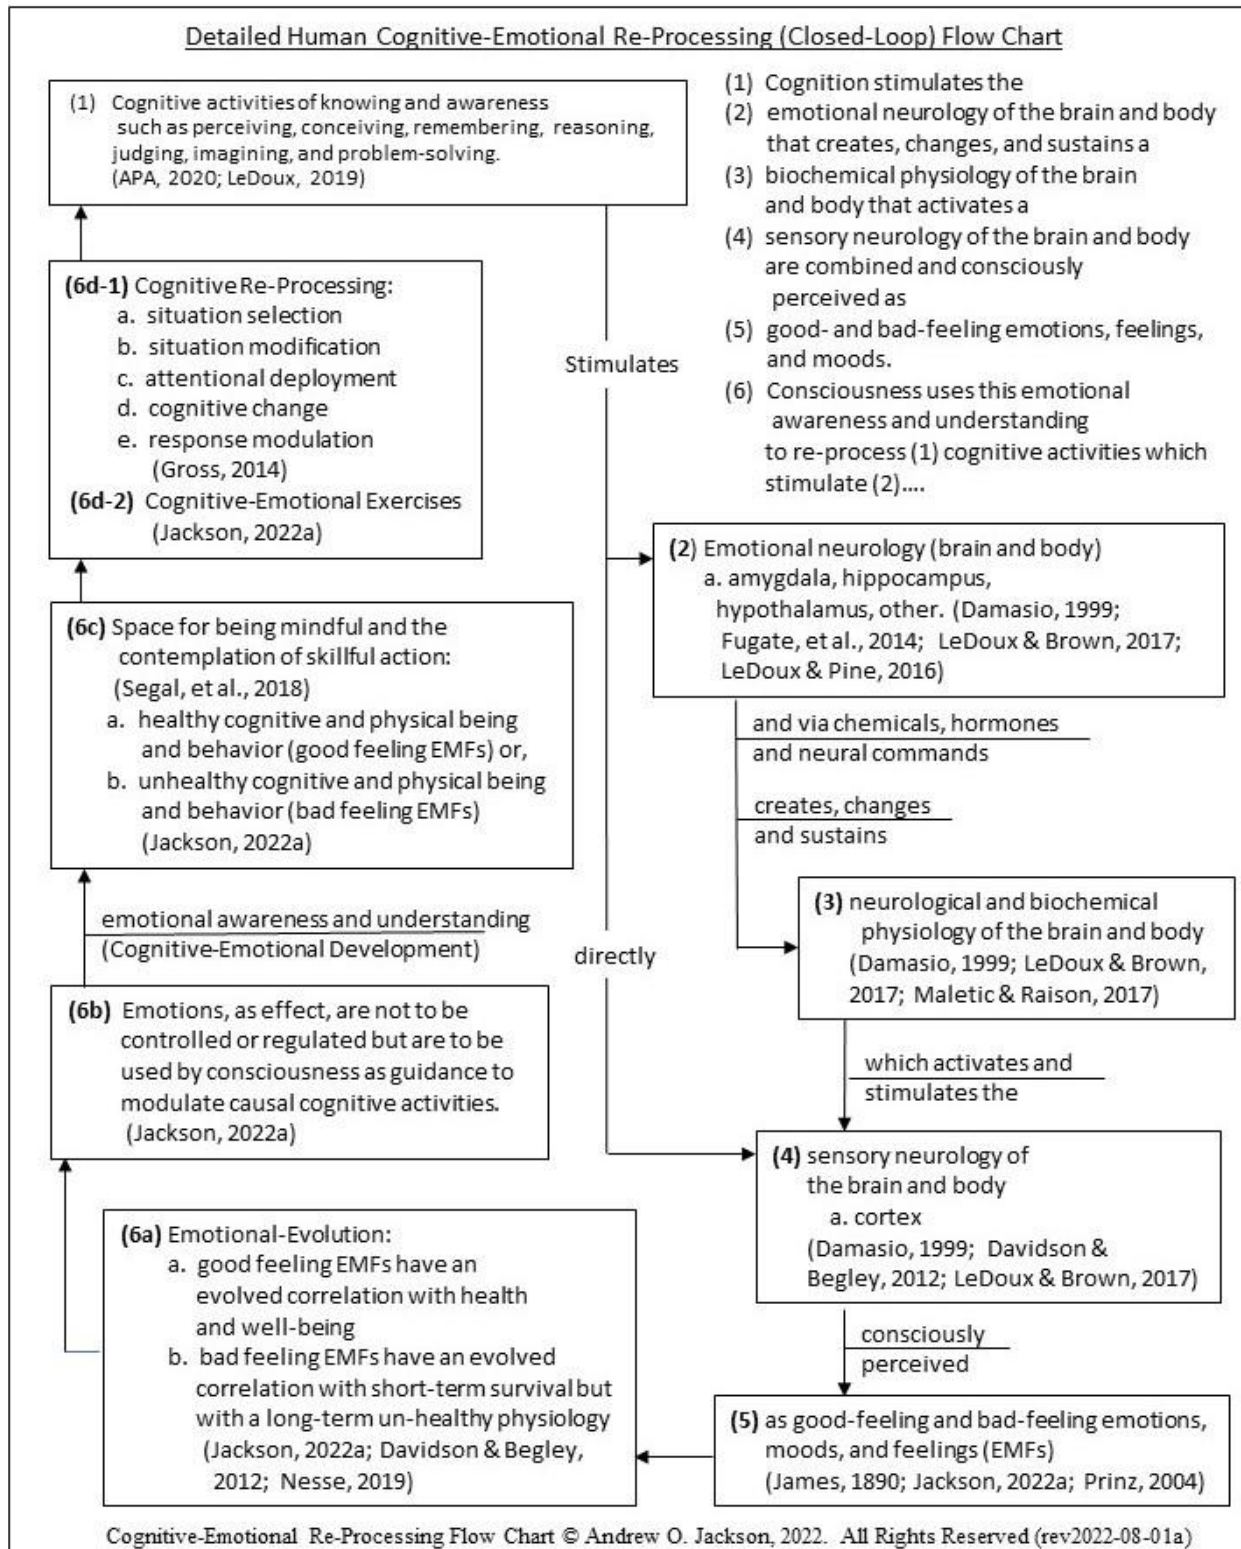 Detailed Human Cognitive-Emotional Re-Processing (Closed-Loop) Flow Chart
(1) Cognitive activities of knowing and awareness
such as perceiving, conceiving, remembering, reasoning,
judging, imagining, and problem-solving.
(APA, 2020; LeDoux, 2019)
(1) Cognition stimulates the
(2) emotional neurology of the brain and body
that creates, changes, and sustains a
(3) biochemical physiology of the brain
and body that activates a
(4) sensory neurology of the brain and body
are combined and consciously
perceived as
(5) good- and bad-feeling emotions, feelings,
and moods.
(6) Consciousness uses this emotional
awareness and understanding
to re-process (1) cognitive activities which
stimulate (2)....
Stimulates
directly
(2) Emotional neurology (brain and body)
a. amygdala, hippocampus,
hypothalamus, other. (Damasio, 1999;
Fugate, et al., 2014; LeDoux & Brown, 2017;
LeDoux & Pine, 2016)
and via chemicals, hormones
and neural commands
creates, changes
and sustains
(3) neurological and biochemical
physiology of the brain and body
(Damasio, 1999; LeDoux & Brown,
2017; Maletic & Raison, 2017)
which activates and
stimulates the
(4) sensory neurology of
the brain and body
a. cortex
(Damasio, 1999; Davidson &
Begley, 2012; LeDoux & Brown, 2017)
consciously
perceived
(5) as good-feeling and bad-feeling emotions,
moods, and feelings (EMFs)
(James, 1890; Jackson, 2022a; Prinz, 2004)
(6a) Emotional-Evolution:
a. good feeling EMFs have an
evolved correlation with health
and well-being
b. bad feeling EMFs have an evolved
correlation with short-term survival but
with a long-term un-healthy physiology
(Jackson, 2022a; Davidson & Begley,
2012; Nesse, 2019)
(6b) Emotions, as effect, are not to be
controlled or regulated but are to be
used by consciousness as guidance to
modulate causal cognitive activities.
(Jackson, 2022a)
emotional awareness and understanding
(Cognitive-Emotional Development)
(6c) Space for being mindful and the
contemplation of skillful action:
(Segal, et al., 2018)
a. healthy cognitive and physical being
and behavior (good feeling EMFs) or,
b. unhealthy cognitive and physical being
and behavior (bad feeling EMFs)
(Jackson, 2022a)
(6d-1) Cognitive Re-Processing:
a. situation selection
b. situation modification
c. attentional deployment
d. cognitive change
e. response modulation
(Gross, 2014)
(6d-2) Cognitive-Emotional Exercises
(Jackson, 2022a)
Cognitive-Emotional Re-Processing Flow Chart © Andrew O. Jackson, 2022. All Rights Reserved (rev2022-08-01a)